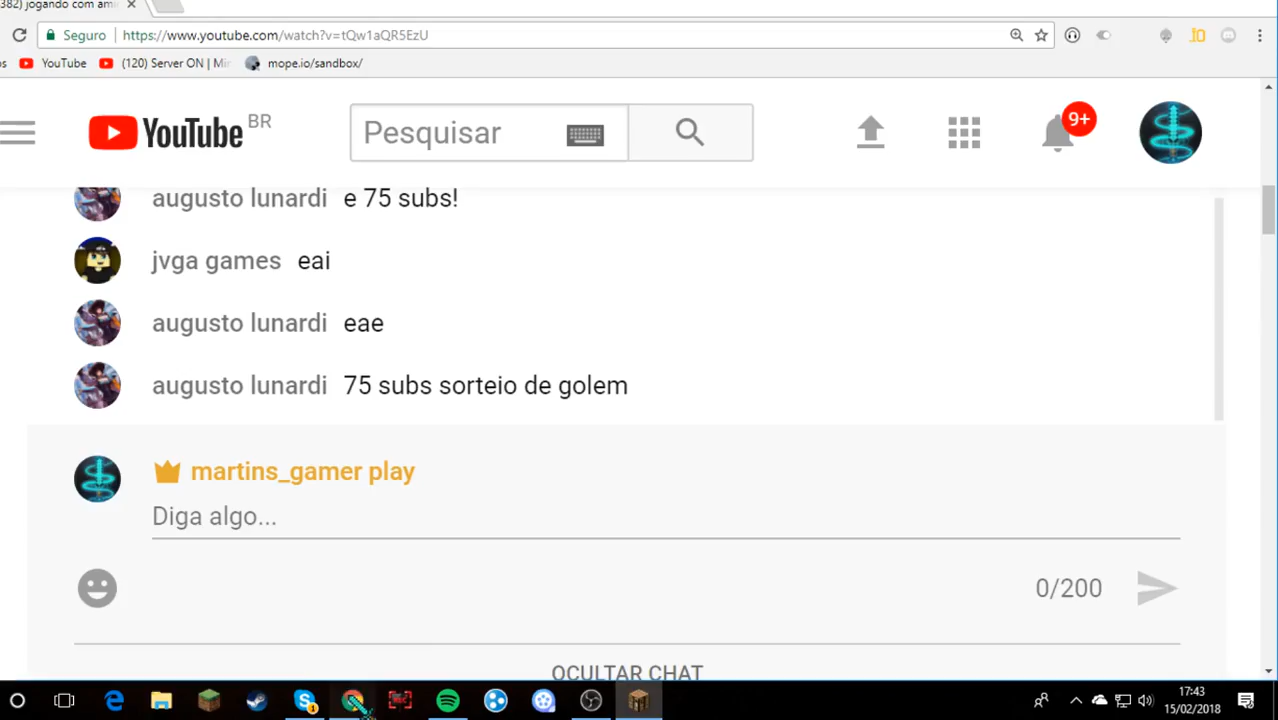 382) jogando com ami
Seguro https://www.youtube.com/watch?v=tQw1aQR5EzU
s YouTube (120) Server ON | Mi mope.io/sandbox/
YouTube BR Pesquisar 9+
augusto lunardi e 75 subs!
jvga games eai
augusto lunardi eae
augusto lunardi 75 subs sorteio de golem
martins_gamer play
Diga algo...
0/200
OCULTAR CHAT
17:43
15/02/2018